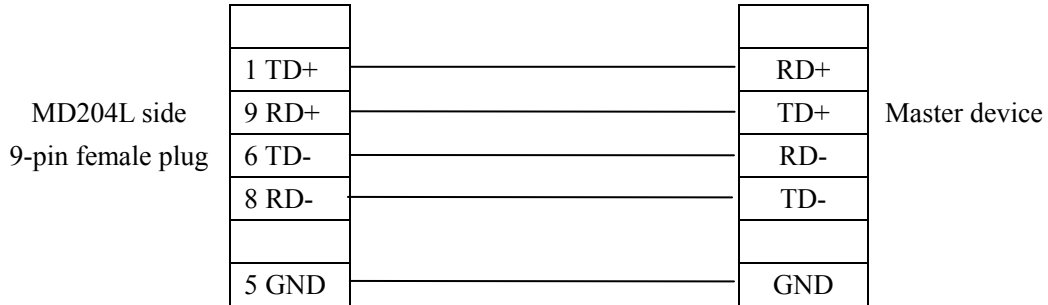 1 TD+ RD+
MD204L side 9 RD+ TD+ Master device
9-pin female plug 6 TD- RD-
8 RD- TD-
5 GND GND